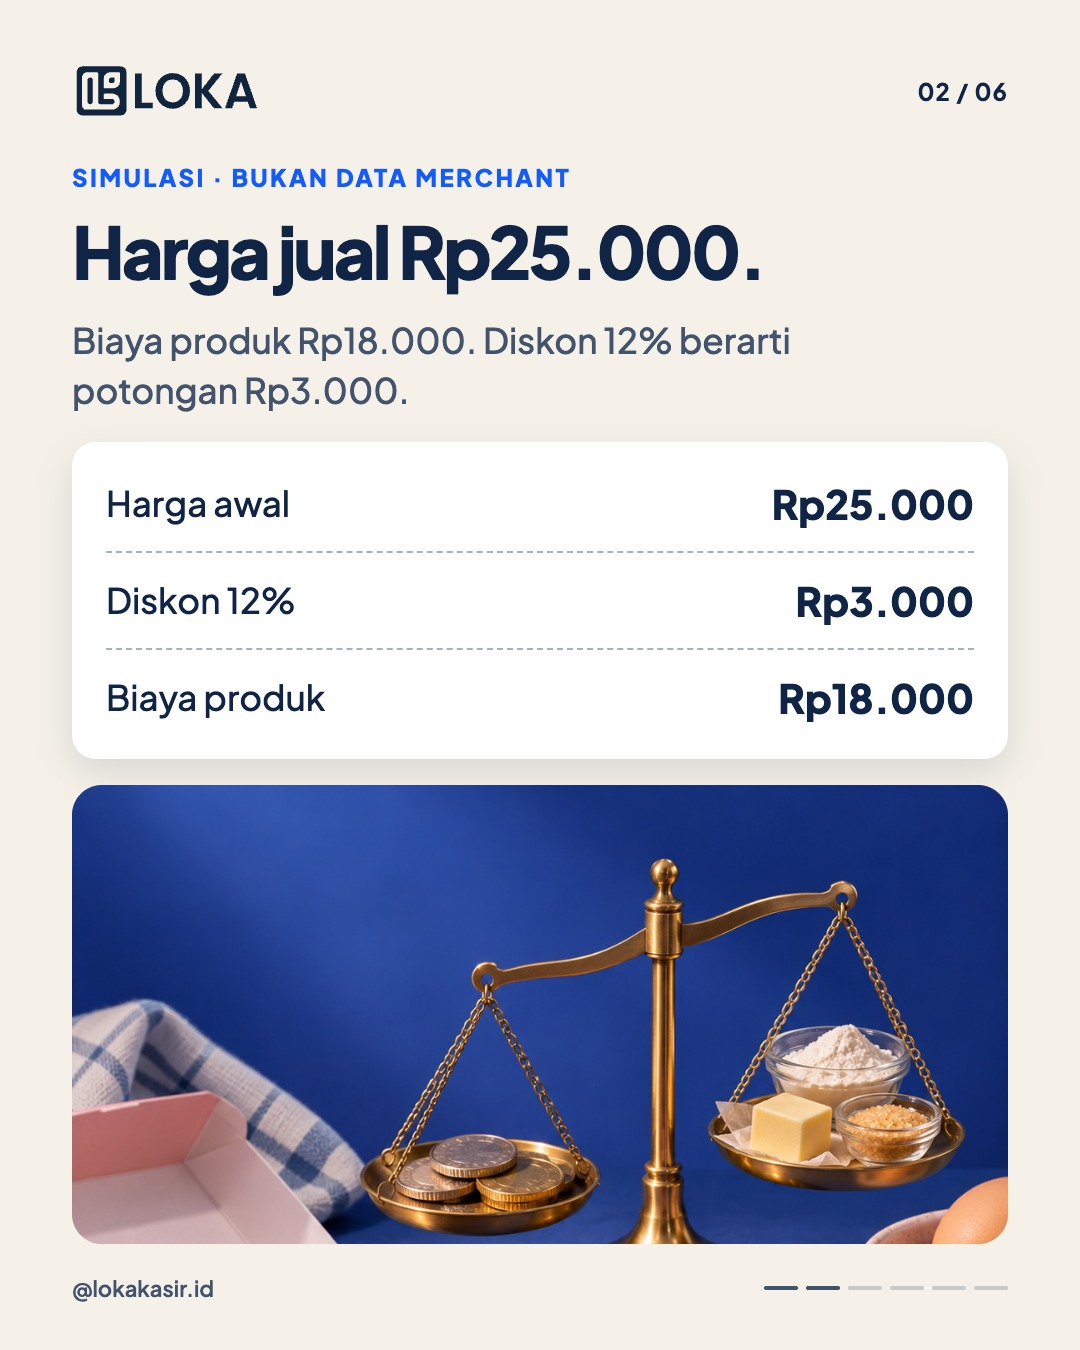 LOKA
02 / 06
SIMULASI · BUKAN DATA MERCHANT
Harga jual Rp25.000.
Biaya produk Rp18.000. Diskon 12% berarti
potongan Rp3.000.
Harga awal Rp25.000
Diskon 12% Rp3.000
Biaya produk Rp18.000
@lokakasir.id